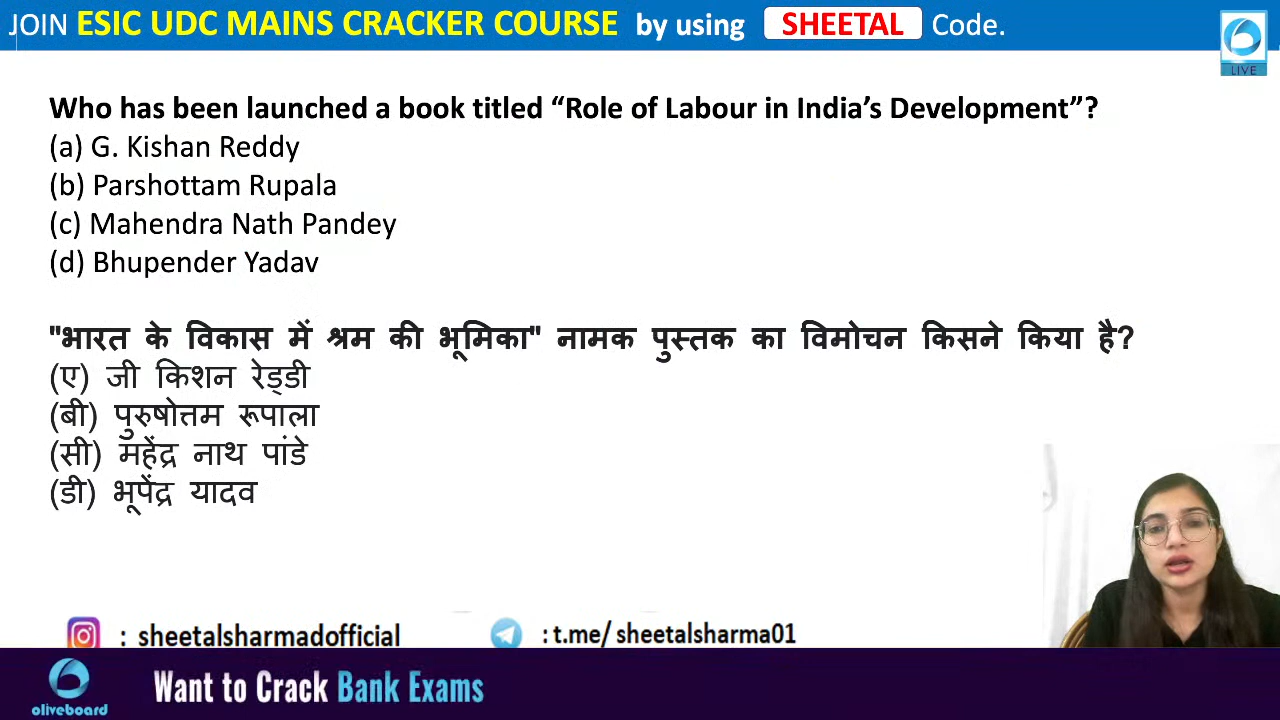 JOIN ESIC UDC MAINS CRACKER COURSE by using SHEETAL Code.
LIVE
Who has been launched a book titled “Role of Labour in India’s Development”?
(a) G. Kishan Reddy
(b) Parshottam Rupala
(c) Mahendra Nath Pandey
(d) Bhupender Yadav
"भारत के विकास में श्रम की भूमिका" नामक पुस्तक का विमोचन किसने किया है?
(ए) जी किशन रेड्डी
(बी) पुरुषोत्तम रूपाला
(सी) महेंद्र नाथ पांडे
(डी) भूपेंद्र यादव
: sheetalsharmadofficial : t.me/ sheetalsharma01
oliveboard Want to Crack Bank Exams